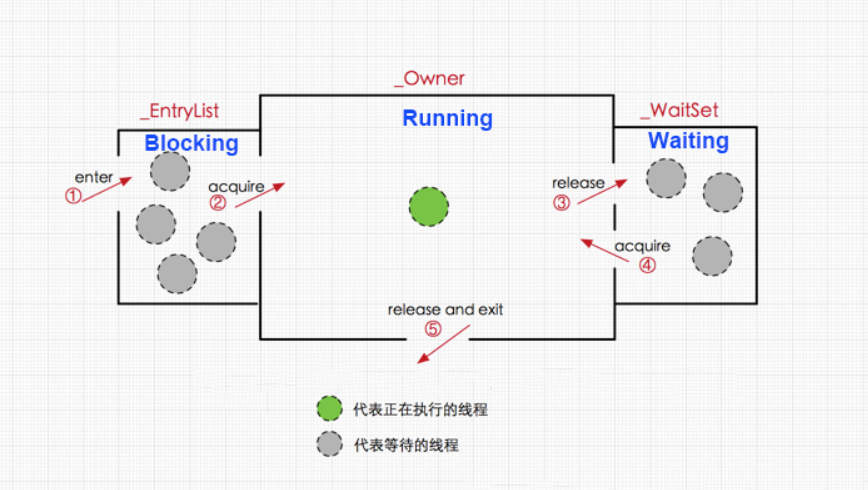 _Owner
_EntryList
_WaitSet
Running
Blocking
Waiting
enter
①
acquire
②
release
③
acquire
④
release and exit
⑤
代表正在执行的线程
代表等待的线程